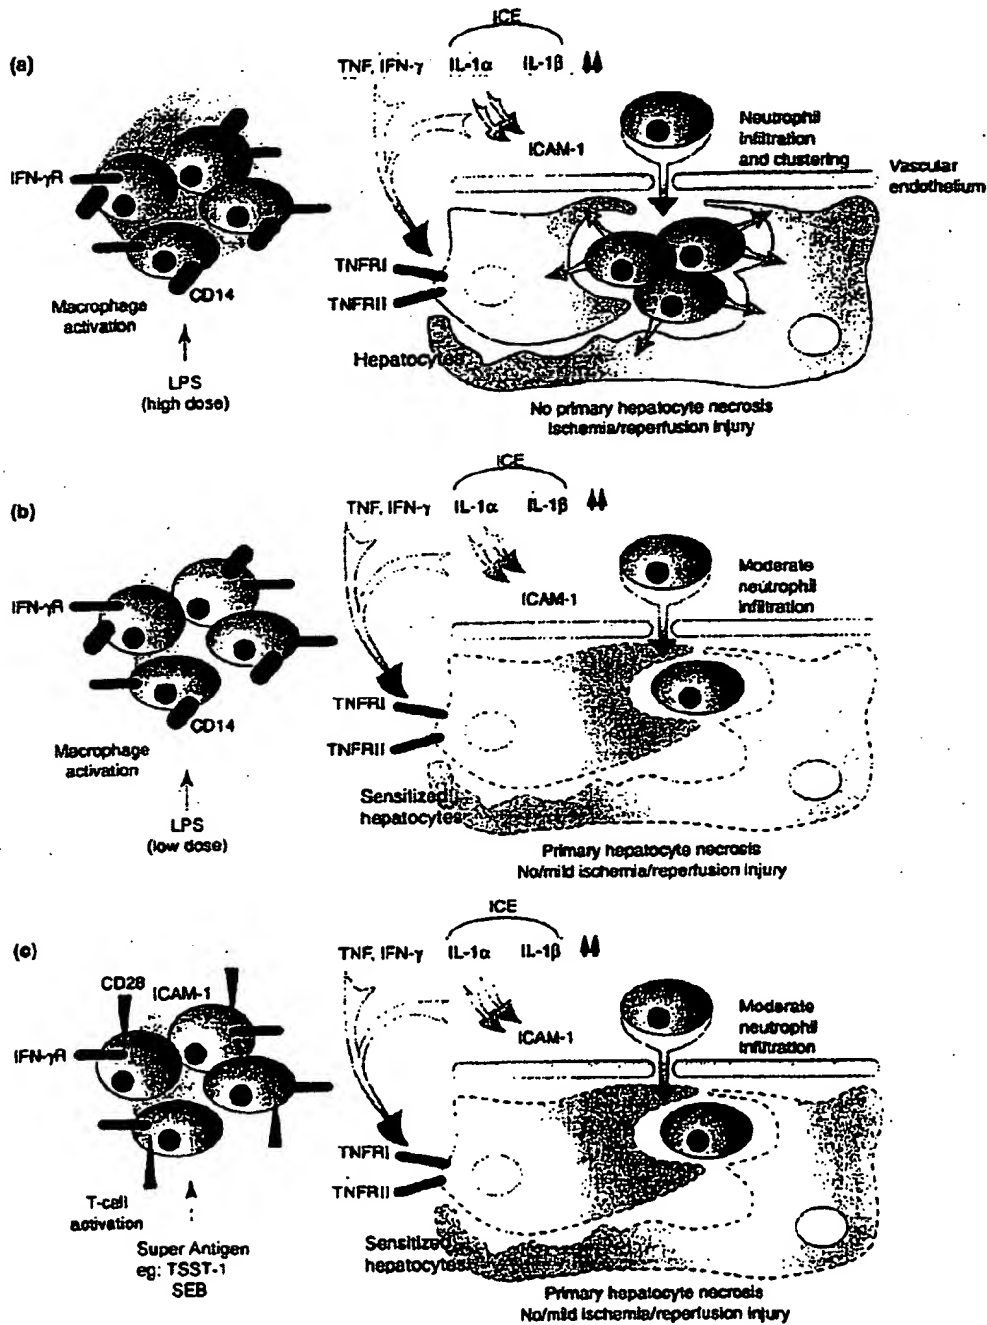 (a)
ICE
TNF, IFN-γ IL-1α IL-1β
ICAM-1
Neutrophil
infiltration
and clustering
Vascular
endothelium
IFN-γR
CD14
Macrophage
activation
LPS
(high dose)
TNFRI
TNFRII
Hepatocytes
No primary hepatocyte necrosis
Ischemia/reperfusion injury
(b)
ICE
TNF, IFN-γ IL-1α IL-1β
ICAM-1
Moderate
neutrophil
infiltration
IFN-γR
CD14
Macrophage
activation
LPS
(low dose)
TNFRI
TNFRII
Sensitized
hepatocytes
Primary hepatocyte necrosis
No/mild ischemia/reperfusion injury
(c)
ICE
TNF, IFN-γ IL-1α IL-1β
ICAM-1
Moderate
neutrophil
infiltration
CD28 ICAM-1
IFN-γR
T-cell
activation
Super Antigen
eg: TSST-1
SEB
TNFRI
TNFRII
Sensitized
hepatocytes
Primary hepatocyte necrosis
No/mild ischemia/reperfusion injury